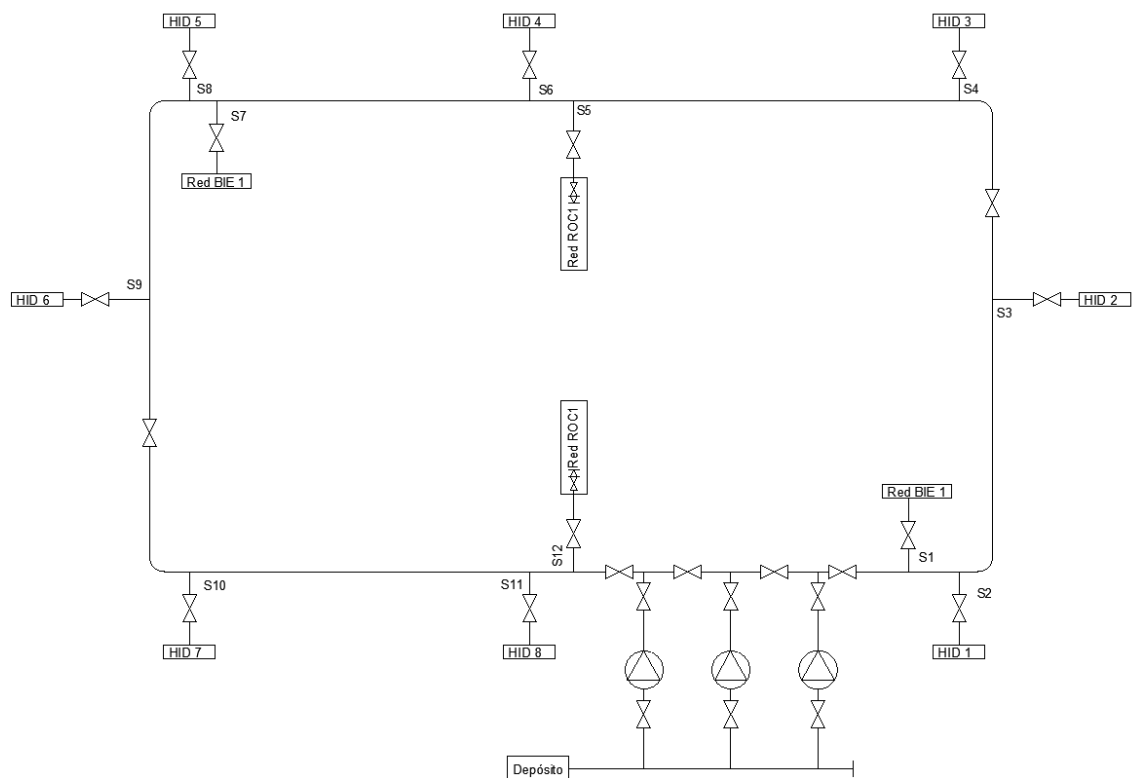 HID 5
HID 4
HID 3
S8
S6
S4
S7
S5
Red BIE 1
Red ROC1
S9
HID 6
HID 2
S3
Red ROC1
Red BIE 1
S12
S1
S10
S11
S2
HID 7
HID 8
HID 1
Depósito